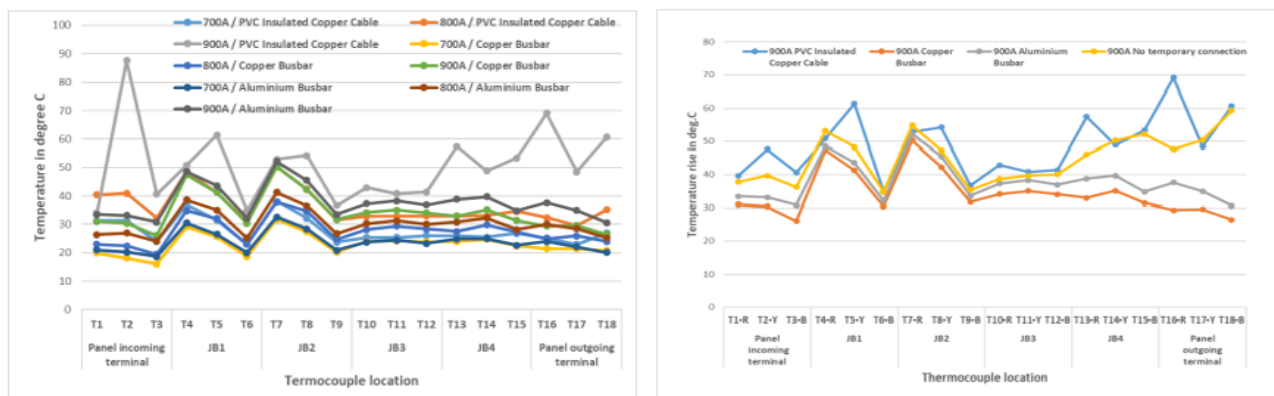 100
90
80
70
60
50
40
30
20
10
0
Temperature in degree C
700A / PVC Insulated Copper Cable
800A / PVC Insulated Copper Cable
900A / PVC Insulated Copper Cable
700A / Copper Busbar
800A / Copper Busbar
900A / Copper Busbar
700A / Aluminium Busbar
800A / Aluminium Busbar
900A / Aluminium Busbar
T1 T2 T3 T4 T5 T6 T7 T8 T9 T10 T11 T12 T13 T14 T15 T16 T17 T18
Panel incoming terminal JB1 JB2 JB3 JB4 Panel outgoing terminal
Termocouple location
80
70
60
50
40
30
20
10
0
Temperature rise in deg.C
900A PVC Insulated Copper Cable
900A Copper Busbar
900A Aluminium Busbar
900A No temporary connection
T1-R T2-Y T3-B T4-R T5-Y T6-B T7-R T8-Y T9-B T10-R T11-Y T12-B T13-R T14-Y T15-B T16-R T17-Y T18-B
Panel incoming terminal JB1 JB2 JB3 JB4 Panel outgoing terminal
Thermocouple location